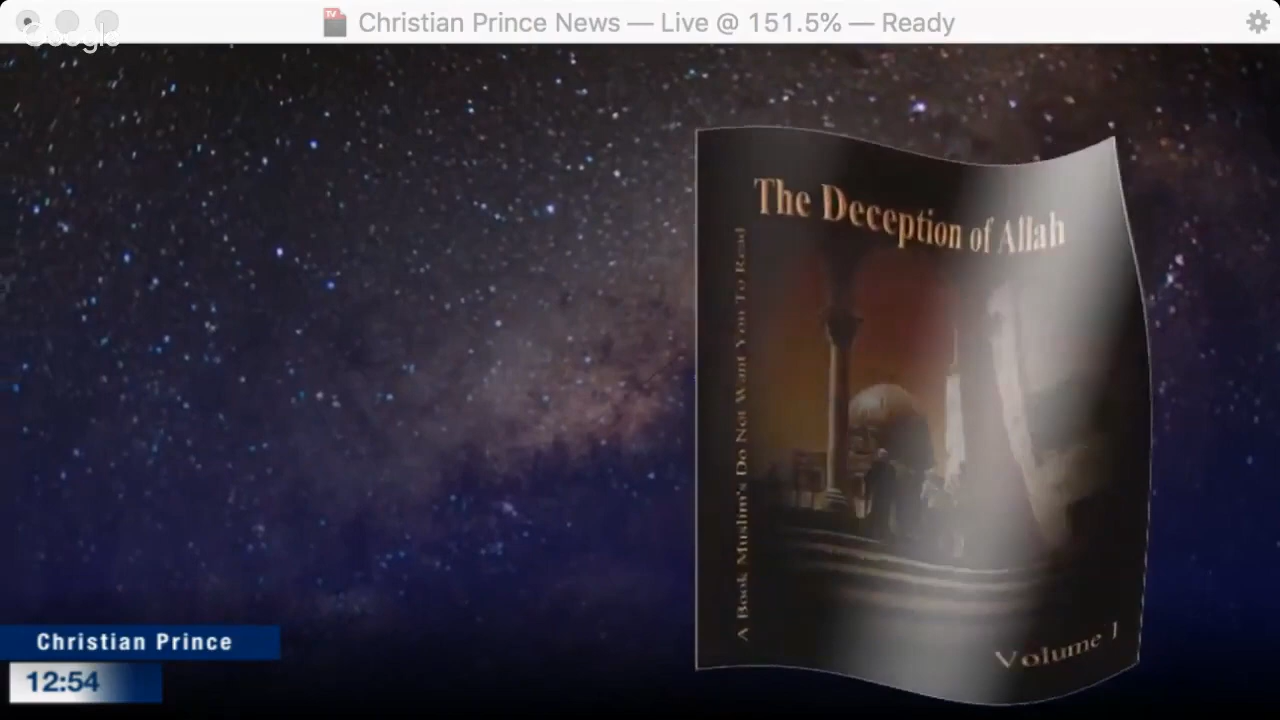 Christian Prince News — Live @ 151.5% — Ready
Google
The Deception of Allah
A Book Muslim's Do Not Want You To Read
Volume 1
Christian Prince
12:54